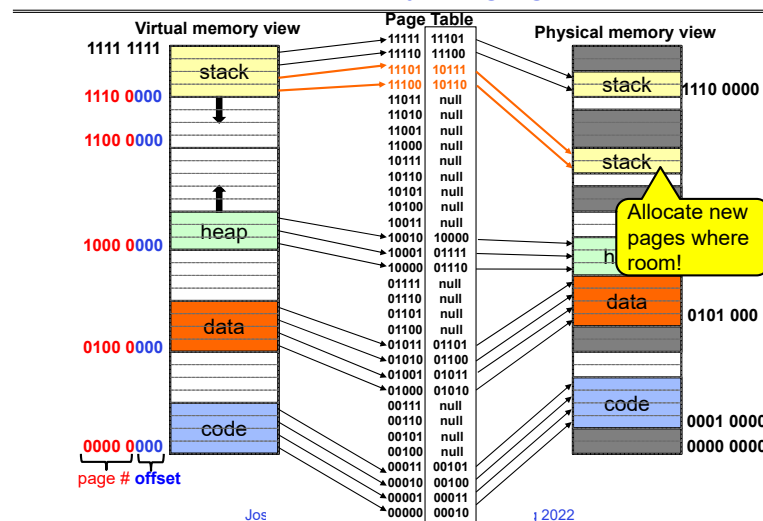 Virtual memory view
Page Table
Physical memory view
1111 1111
stack
1110 0000
1100 0000
heap
1000 0000
data
0100 0000
code
0000 0000
page # offset
11111 11101
11110 11100
11101 10111
11100 10110
11011 null
11010 null
11001 null
11000 null
10111 null
10110 null
10101 null
10100 null
10011 null
10010 10000
10001 01111
10000 01110
01111 null
01110 null
01101 null
01100 null
01011 01101
01010 01100
01001 01011
01000 01010
00111 null
00110 null
00101 null
00100 null
00011 00101
00010 00100
00001 00011
00000 00010
stack
1110 0000
stack
Allocate new
pages where
room!
data
0101 000
code
0001 0000
0000 0000
2022